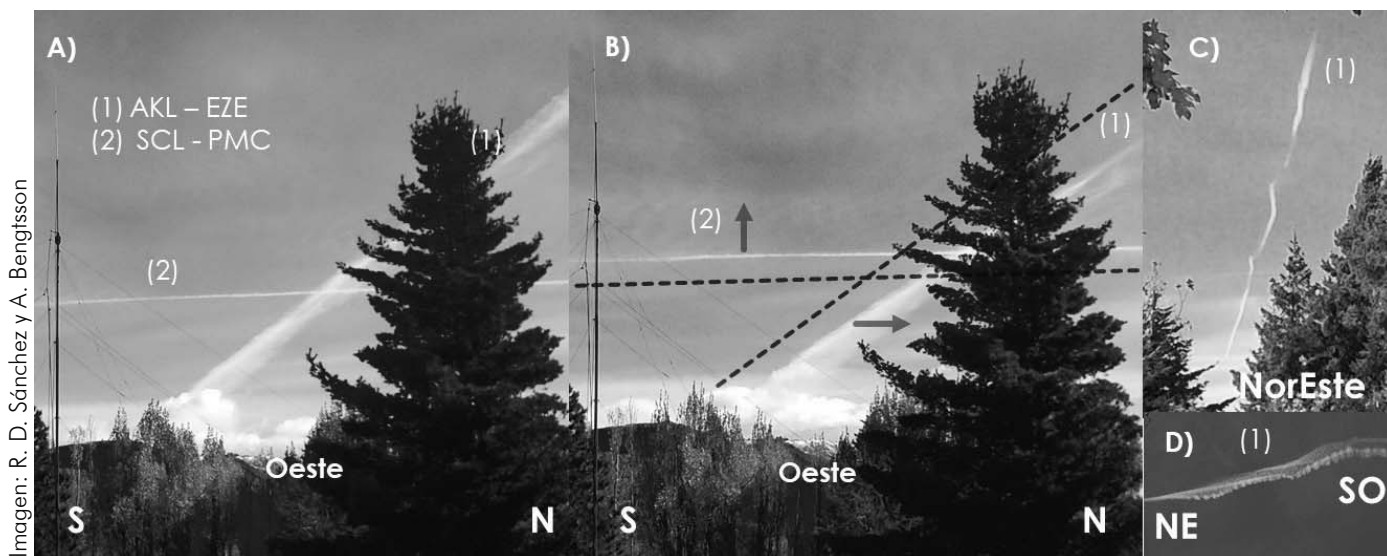 Imagen: R. D. Sánchez y A. Bengtsson
A)
(1) AKL – EZE
(2) SCL - PMC
(1)
(2)
Oeste
S
N
B)
(1)
(2)
Oeste
S
N
C)
(1)
NorEste
D)
(1)
SO
NE